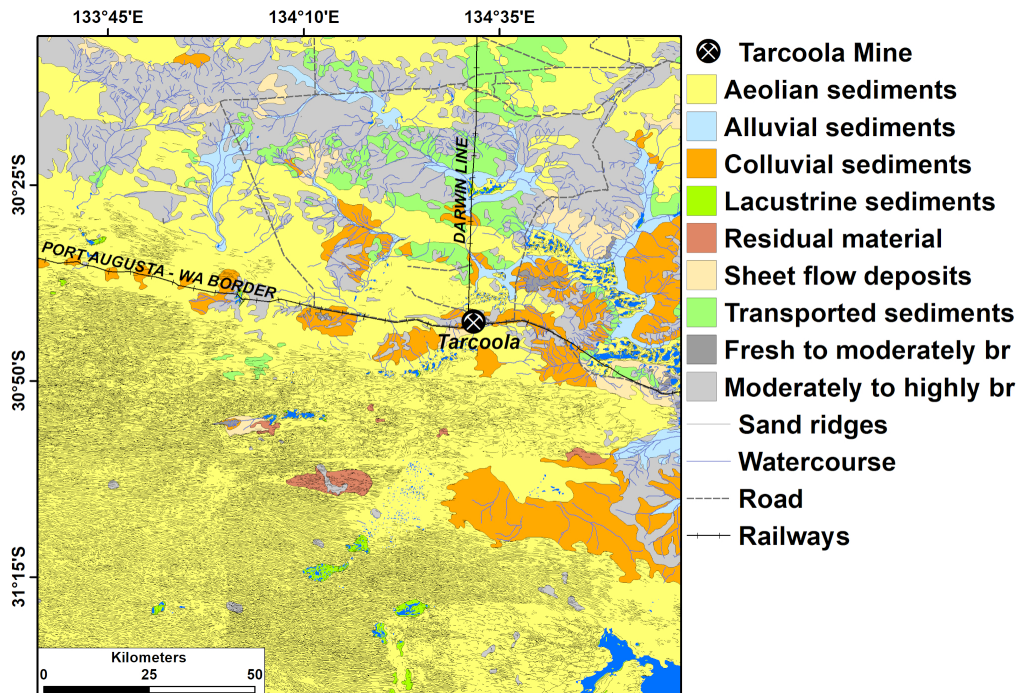 133°45'E 134°10'E 134°35'E
30°25'S
30°50'S
31°15'S
DARWIN LINE
PORT AUGUSTA - WA BORDER
Tarcoola
Kilometers
0 25 50
Tarcoola Mine
Aeolian sediments
Alluvial sediments
Colluvial sediments
Lacustrine sediments
Residual material
Sheet flow deposits
Transported sediments
Fresh to moderately br
Moderately to highly br
Sand ridges
Watercourse
Road
Railways